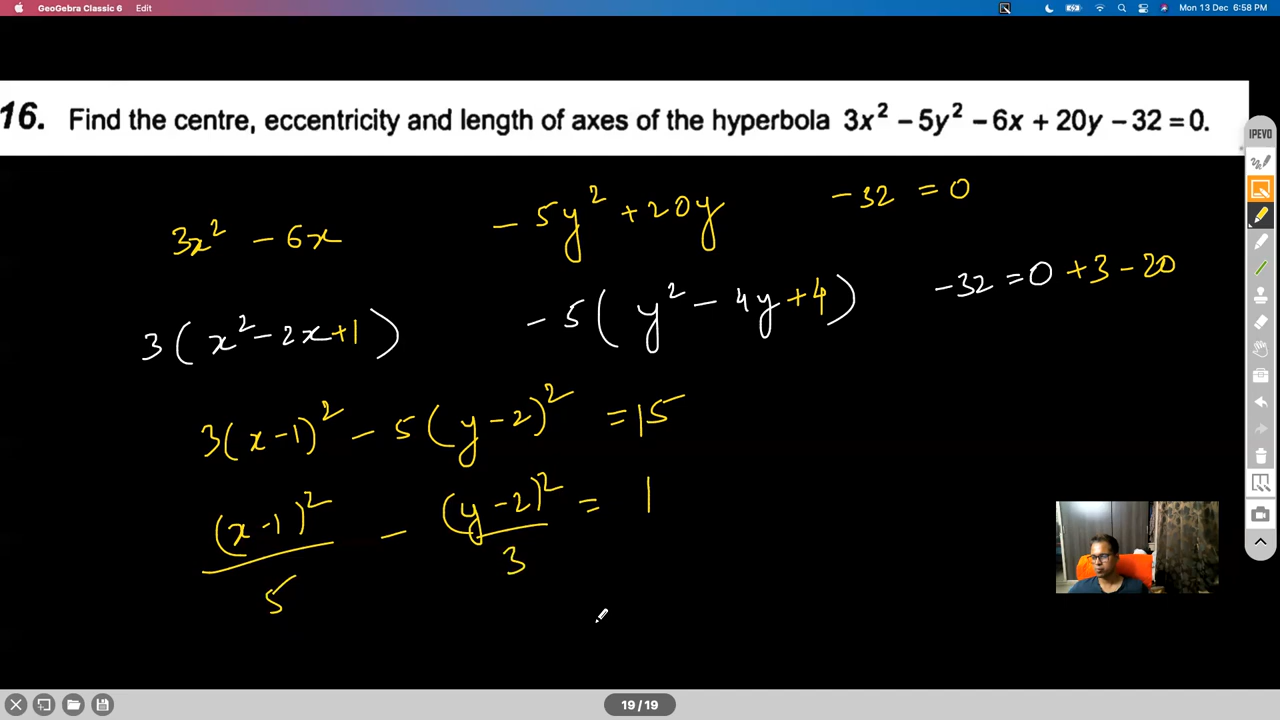 GeoGebra Classic 6 Edit Mon 13 Dec 6:58 PM
16. Find the centre, eccentricity and length of axes of the hyperbola 3x² − 5y² − 6x + 20y − 32 = 0.
IPEVO
3x² − 6x − 5y² + 20y −32 = 0
3(x² − 2x + 1) − 5(y² − 4y + 4) −32 = 0 + 3 − 20
3(x − 1)² − 5(y − 2)² = 15
(x − 1)²/5 − (y − 2)²/3 = 1
19 / 19